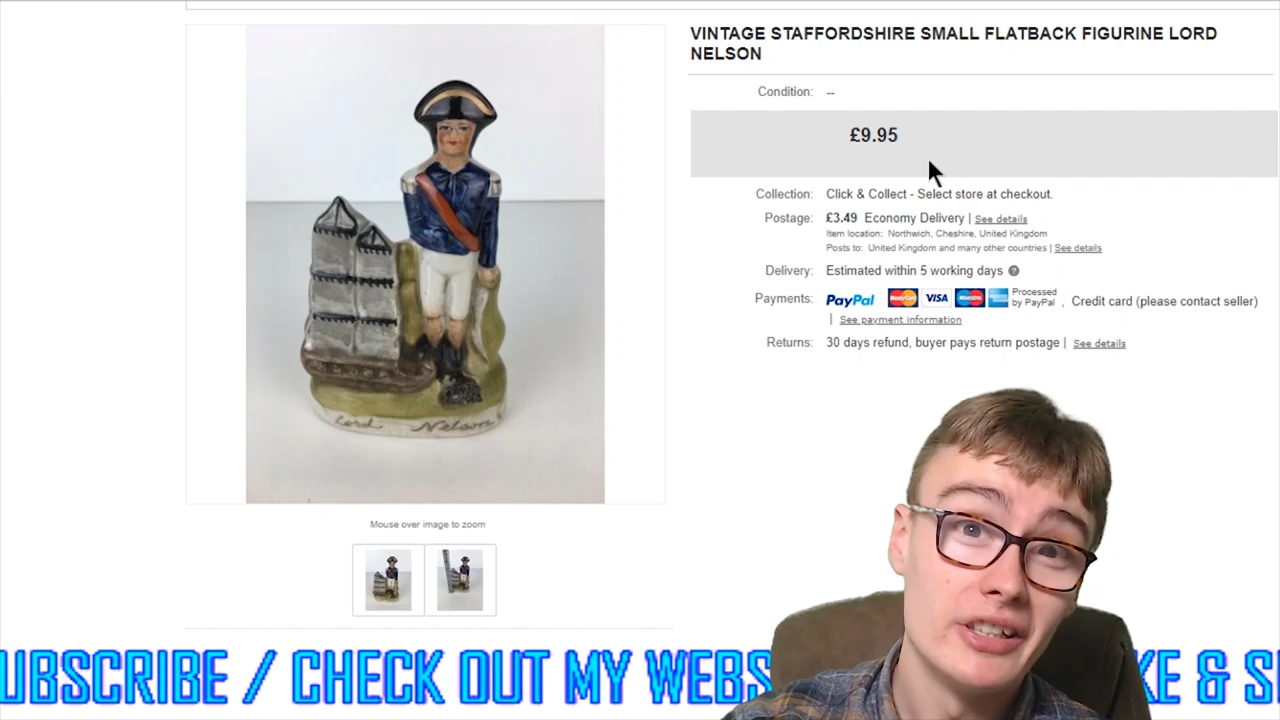 VINTAGE STAFFORDSHIRE SMALL FLATBACK FIGURINE LORD
NELSON
Condition: --
£9.95
Collection: Click & Collect - Select store at checkout.
Postage: £3.49 Economy Delivery | See details
Item location: Northwich, Cheshire, United Kingdom
Posts to: United Kingdom and many other countries | See details
Delivery: Estimated within 5 working days
Payments: PayPal MasterCard VISA Maestro Processed by PayPal , Credit card (please contact seller)
| See payment information
Returns: 30 days refund, buyer pays return postage | See details
Lord Nelson
Mouse over image to zoom
UBSCRIBE / CHECK OUT MY WEBS KE & S